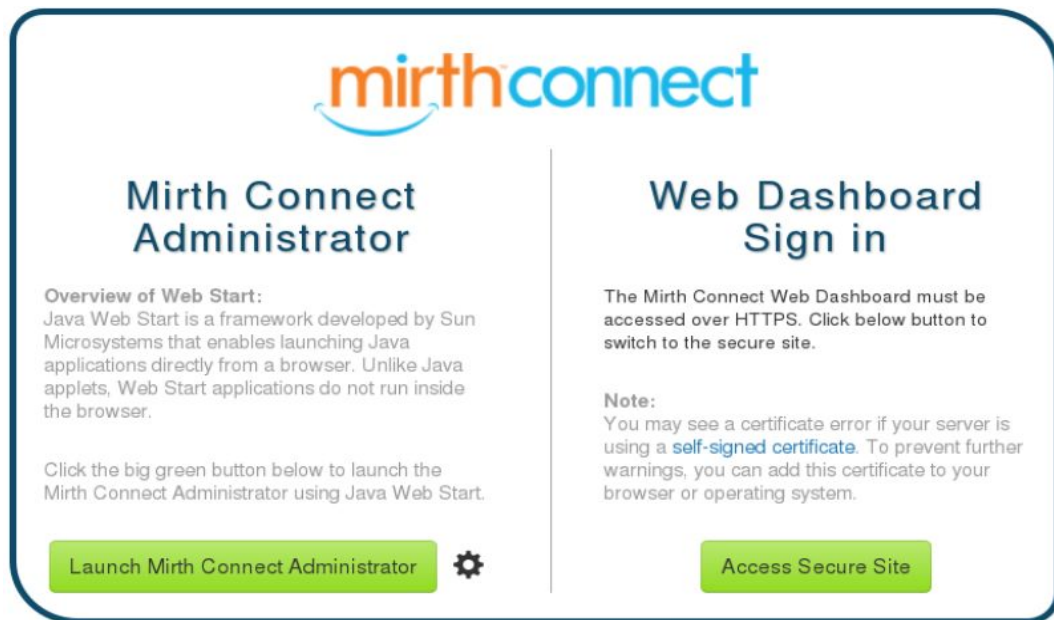 mirth connect
Mirth Connect
Administrator
Overview of Web Start:
Java Web Start is a framework developed by Sun
Microsystems that enables launching Java
applications directly from a browser. Unlike Java
applets, Web Start applications do not run inside
the browser.
Click the big green button below to launch the
Mirth Connect Administrator using Java Web Start.
Launch Mirth Connect Administrator
Web Dashboard
Sign in
The Mirth Connect Web Dashboard must be
accessed over HTTPS. Click below button to
switch to the secure site.
Note:
You may see a certificate error if your server is
using a self-signed certificate. To prevent further
warnings, you can add this certificate to your
browser or operating system.
Access Secure Site